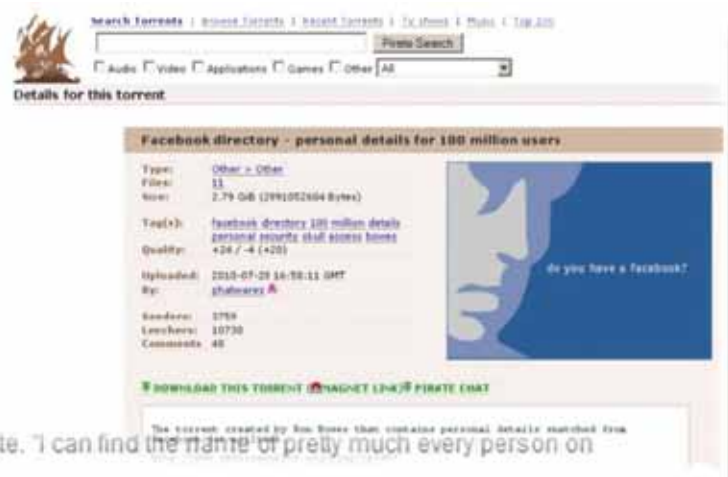 Search Torrents | Browse Torrents | Recent Torrents | TV shows | Music | Top 100
Pirate Search
Audio Video Applications Games Other All
Details for this torrent
Facebook directory - personal details for 100 million users
Type: Other > Other
Files: 11
Size: 2.79 GiB (2991052604 Bytes)
Tag(s): facebook directory 100 million details
personal security skull access bowes
Quality: +24 / -4 (+20)
Uploaded: 2010-07-28 16:58:11 GMT
By:
Seeders: 3759
Leechers: 10730
Comments 48
do you have a facebook?
DOWNLOAD THIS TORRENT (MAGNET LINK) PIRATE CHAT
The torrent created by Ron Bowes that contains personal details snatched from
te. "I can find the name of pretty much every person on